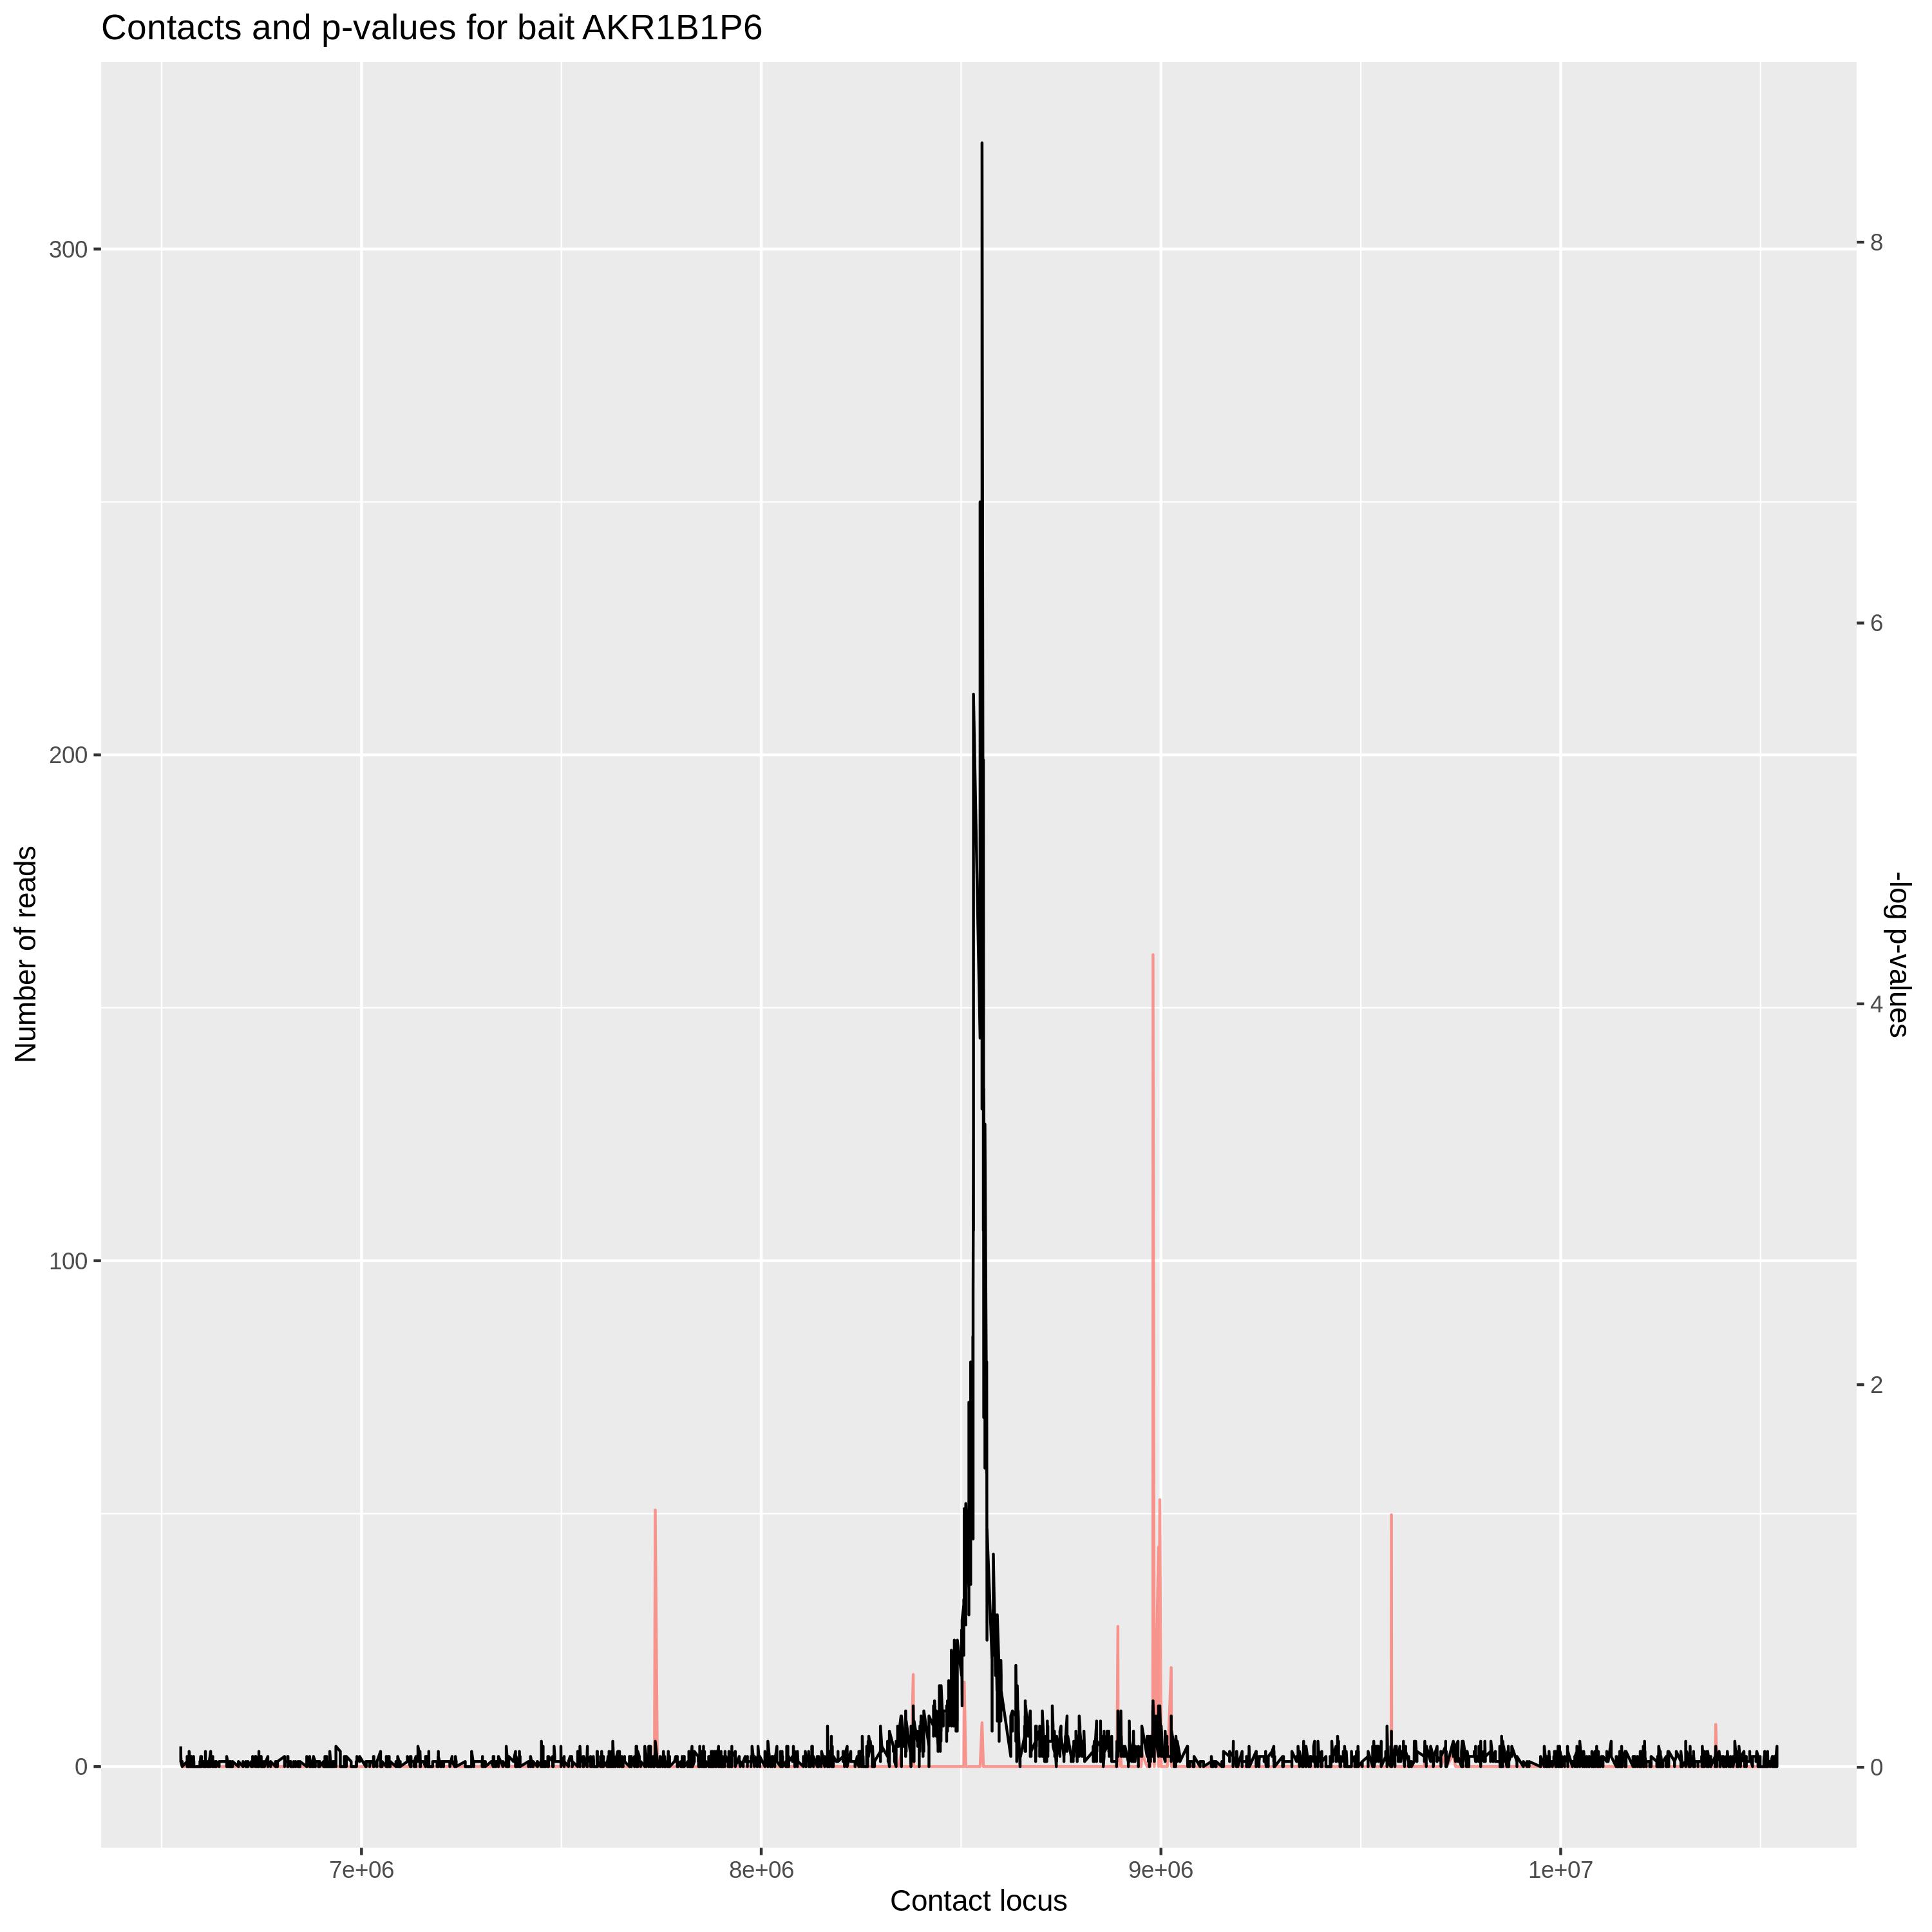 Contacts and p-values for bait AKR1B1P6
300
200
100
0
8
6
4
2
0
Number of reads
-log p-values
7e+06
8e+06
9e+06
1e+07
Contact locus